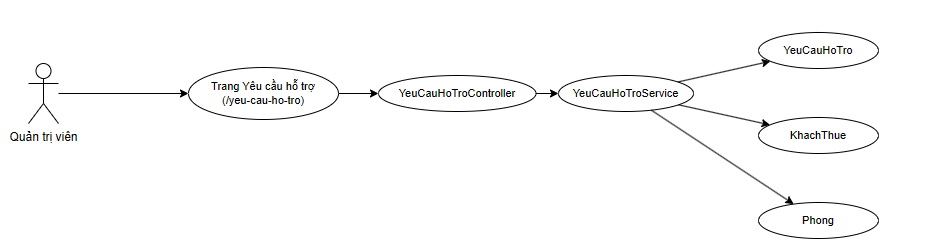 Quản trị viên
Trang Yêu cầu hỗ trợ
(/yeu-cau-ho-tro)
YeuCauHoTroController
YeuCauHoTroService
YeuCauHoTro
KhachThue
Phong